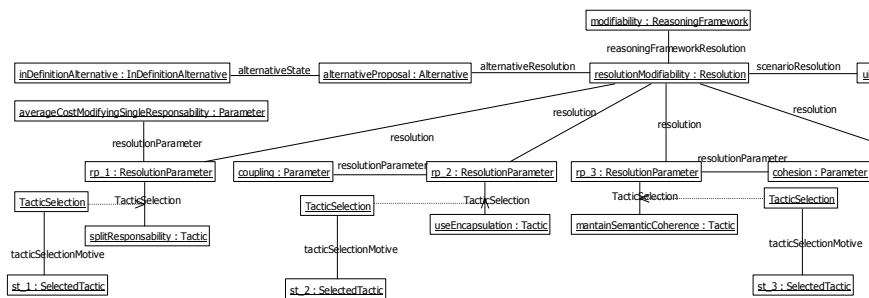 modifiability : ReasoningFramework
reasoningFrameworkResolution
inDefinitionAlternative : InDefinitionAlternative
alternativeState
alternativeProposal : Alternative
alternativeResolution
resolutionModifiability : Resolution
scenarioResolution
averageCostModifyingSingleResponsability : Parameter
resolutionParameter
resolution
resolution
resolution
resolution
rp_1 : ResolutionParameter
coupling : Parameter
resolutionParameter
rp_2 : ResolutionParameter
rp_3 : ResolutionParameter
resolutionParameter
cohesion : Parameter
TacticSelection
TacticSelection
TacticSelection
TacticSelection
TacticSelection
TacticSelection
splitResponsability : Tactic
useEncapsulation : Tactic
mantainSemanticCoherence : Tactic
tacticSelectionMotive
tacticSelectionMotive
tacticSelectionMotive
st_1 : SelectedTactic
st_2 : SelectedTactic
st_3 : SelectedTactic